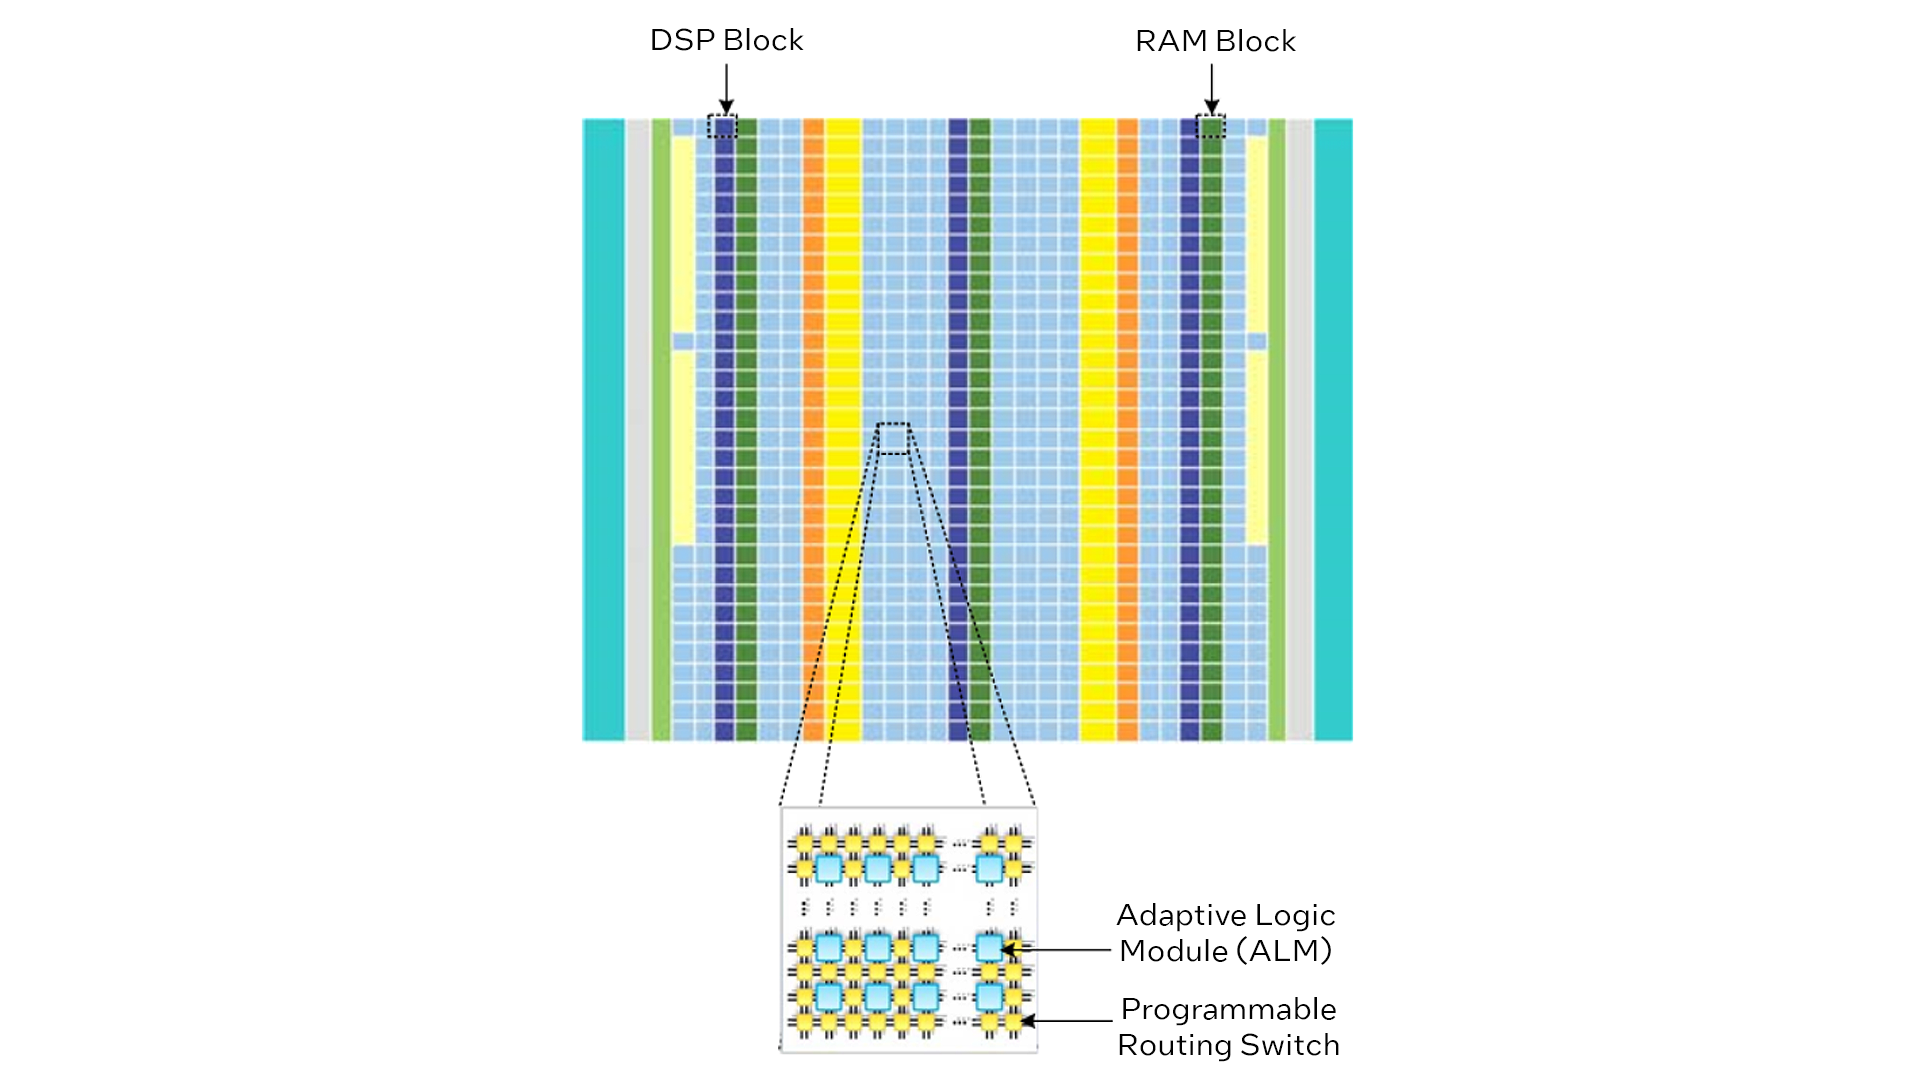 DSP Block
RAM Block
Adaptive Logic
Module (ALM)
Programmable
Routing Switch